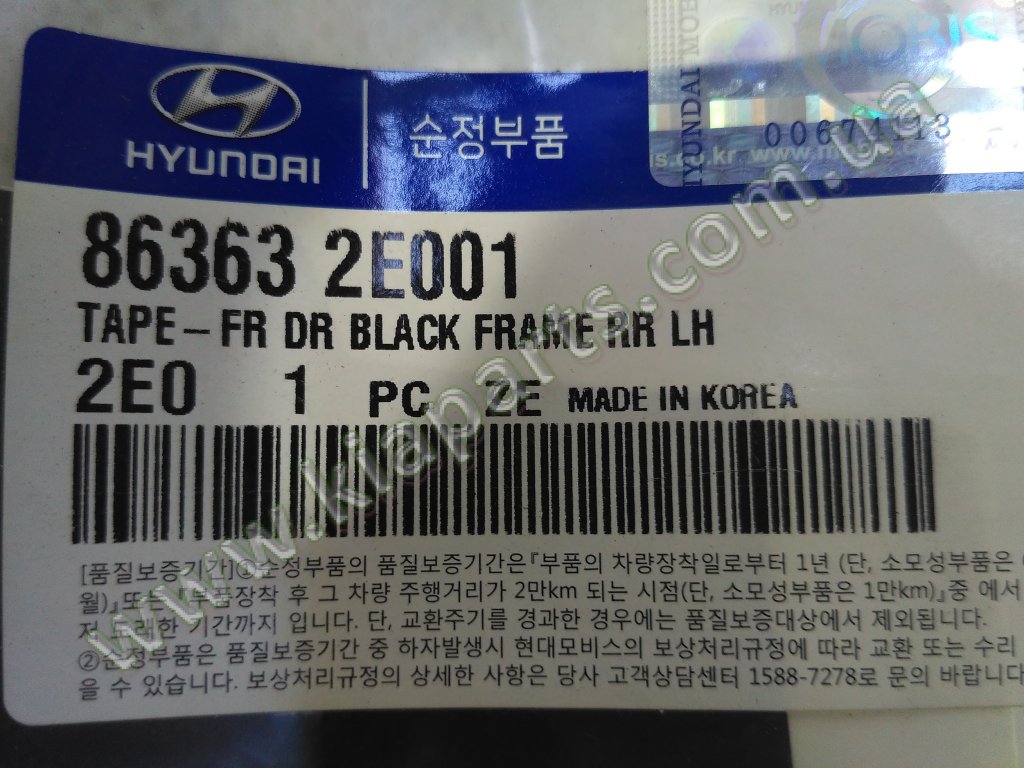 HYUNDAI
순정부품
HYUNDAI MOB
MOBIS
is.co.kr www.m
86363 2E001
TAPE-FR DR BLACK FRAME RR LH
2E0 1 PC 2E MADE IN KOREA
www.kiaparts.com.ua
[품질보증기간]①순정부품의 품질보증기간은『부품의 차량장착일로부터 1년 (단, 소모성부품은
월)』또는 『부품장착 후 그 차량 주행거리가 2만km 되는 시점(단, 소모성부품은 1만km)』중 에서
저 도래한 기간까지 입니다. 단, 교환주기를 경과한 경우에는 품질보증대상에서 제외됩니다.
②순정부품은 품질보증기간 중 하자발생시 현대모비스의 보상처리규정에 따라 교환 또는 수리
을 수 있습니다. 보상처리규정의 상세한 사항은 당사 고객상담센터 1588-7278로 문의 바랍니다